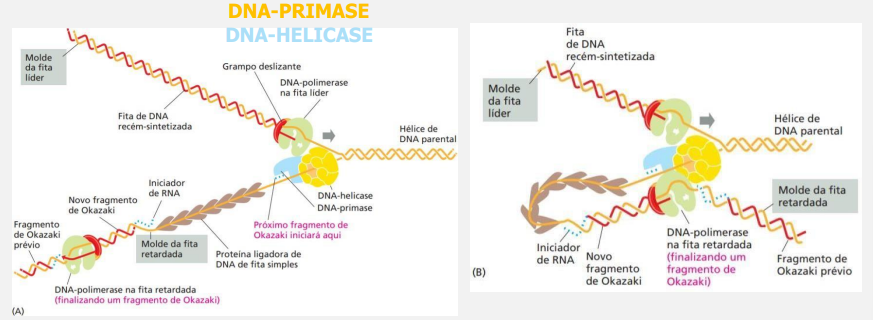 DNA-PRIMASE
DNA-HELICASE
Molde
da fita
líder
Grampo deslizante
DNA-polimerase
na fita líder
Fita de DNA
recém-sintetizada
Hélice de
DNA parental
Iniciador
de RNA
Novo fragmento
de Okazaki
Fragmento
de Okazaki
prévio
DNA-helicase
DNA-primase
Próximo fragmento de
Okazaki iniciará aqui
Molde da fita
retardada
Proteína ligadora de
DNA de fita simples
DNA-polimerase na fita retardada
(finalizando um fragmento de Okazaki)
(A)
Fita
de DNA
recém-sintetizada
Molde
da fita
líder
Hélice de
DNA parental
Molde da fita
retardada
Iniciador
de RNA
Novo
fragmento
de Okazaki
DNA-polimerase
na fita retardada
(finalizando um
fragmento de
Okazaki)
Fragmento de
Okazaki prévio
(B)